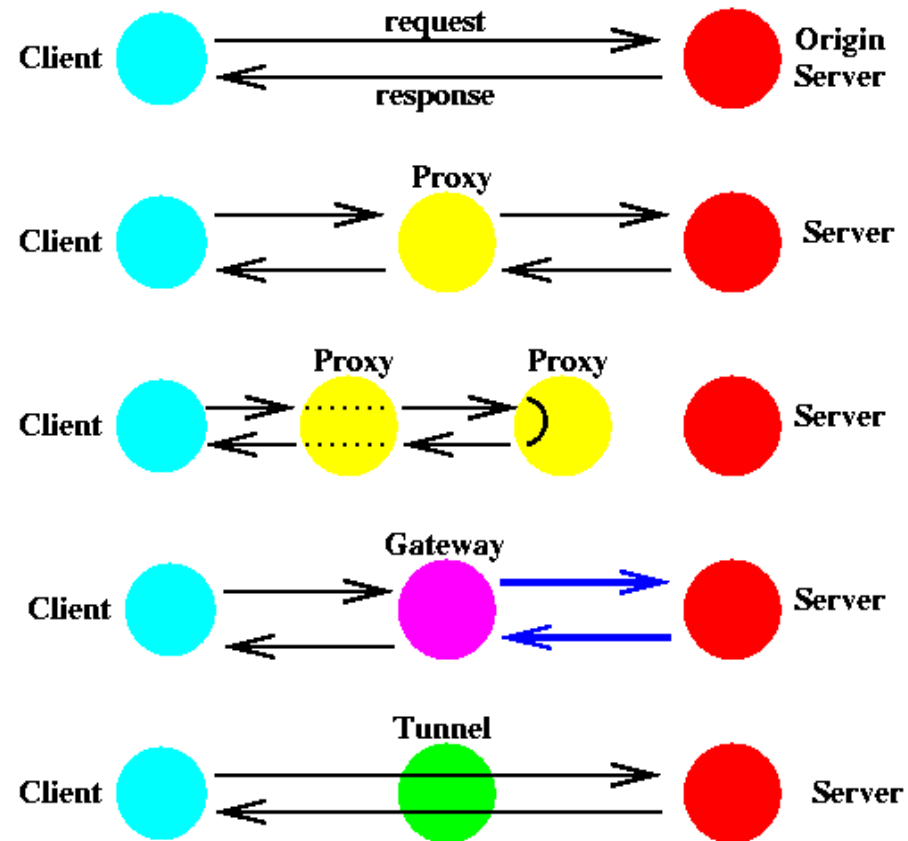 request
Client
Origin
Server
response
Proxy
Client
Server
Proxy
Proxy
Client
Server
Gateway
Client
Server
Tunnel
Client
Server